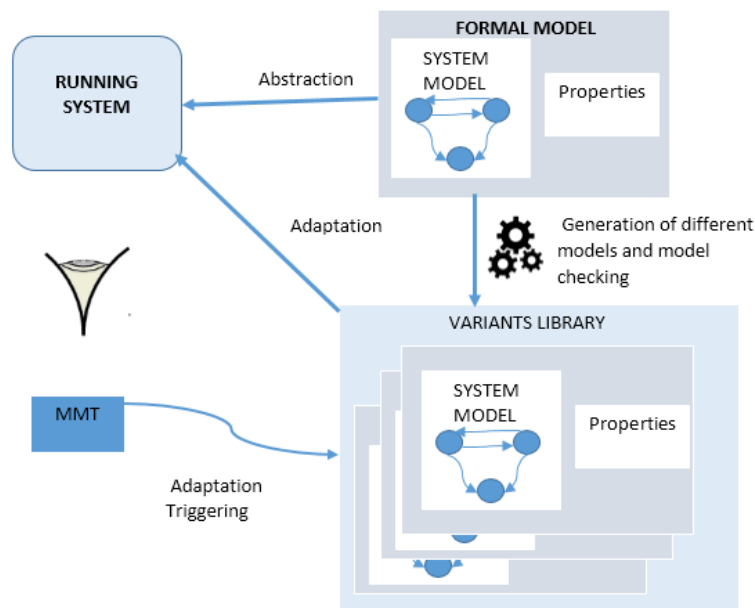 FORMAL MODEL
RUNNING
SYSTEM
Abstraction
SYSTEM
MODEL
Properties
Adaptation
Generation of different
models and model
checking
VARIANTS LIBRARY
MMT
SYSTEM
MODEL
Properties
Adaptation
Triggering